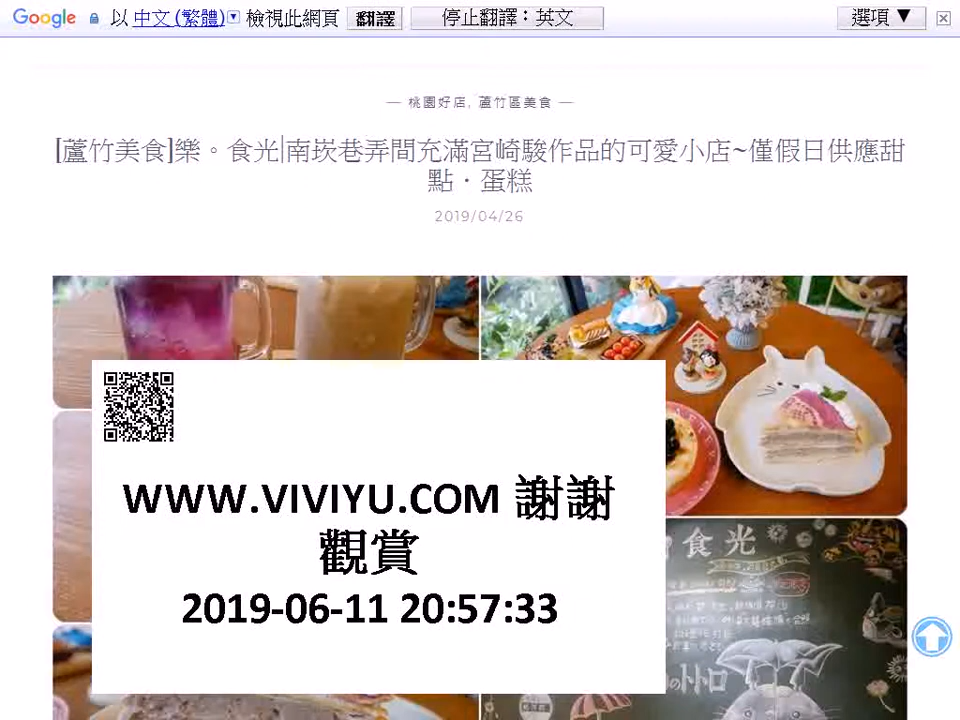 Google 以 中文 (繁體) 檢視此網頁 翻譯 停止翻譯：英文 選項 ▼
— 桃園好店, 蘆竹區美食 —
[蘆竹美食]樂。食光|南崁巷弄間充滿宮崎駿作品的可愛小店~僅假日供應甜
點．蛋糕
2019/04/26
WWW.VIVIYU.COM 謝謝
觀賞
2019-06-11 20:57:33
食光